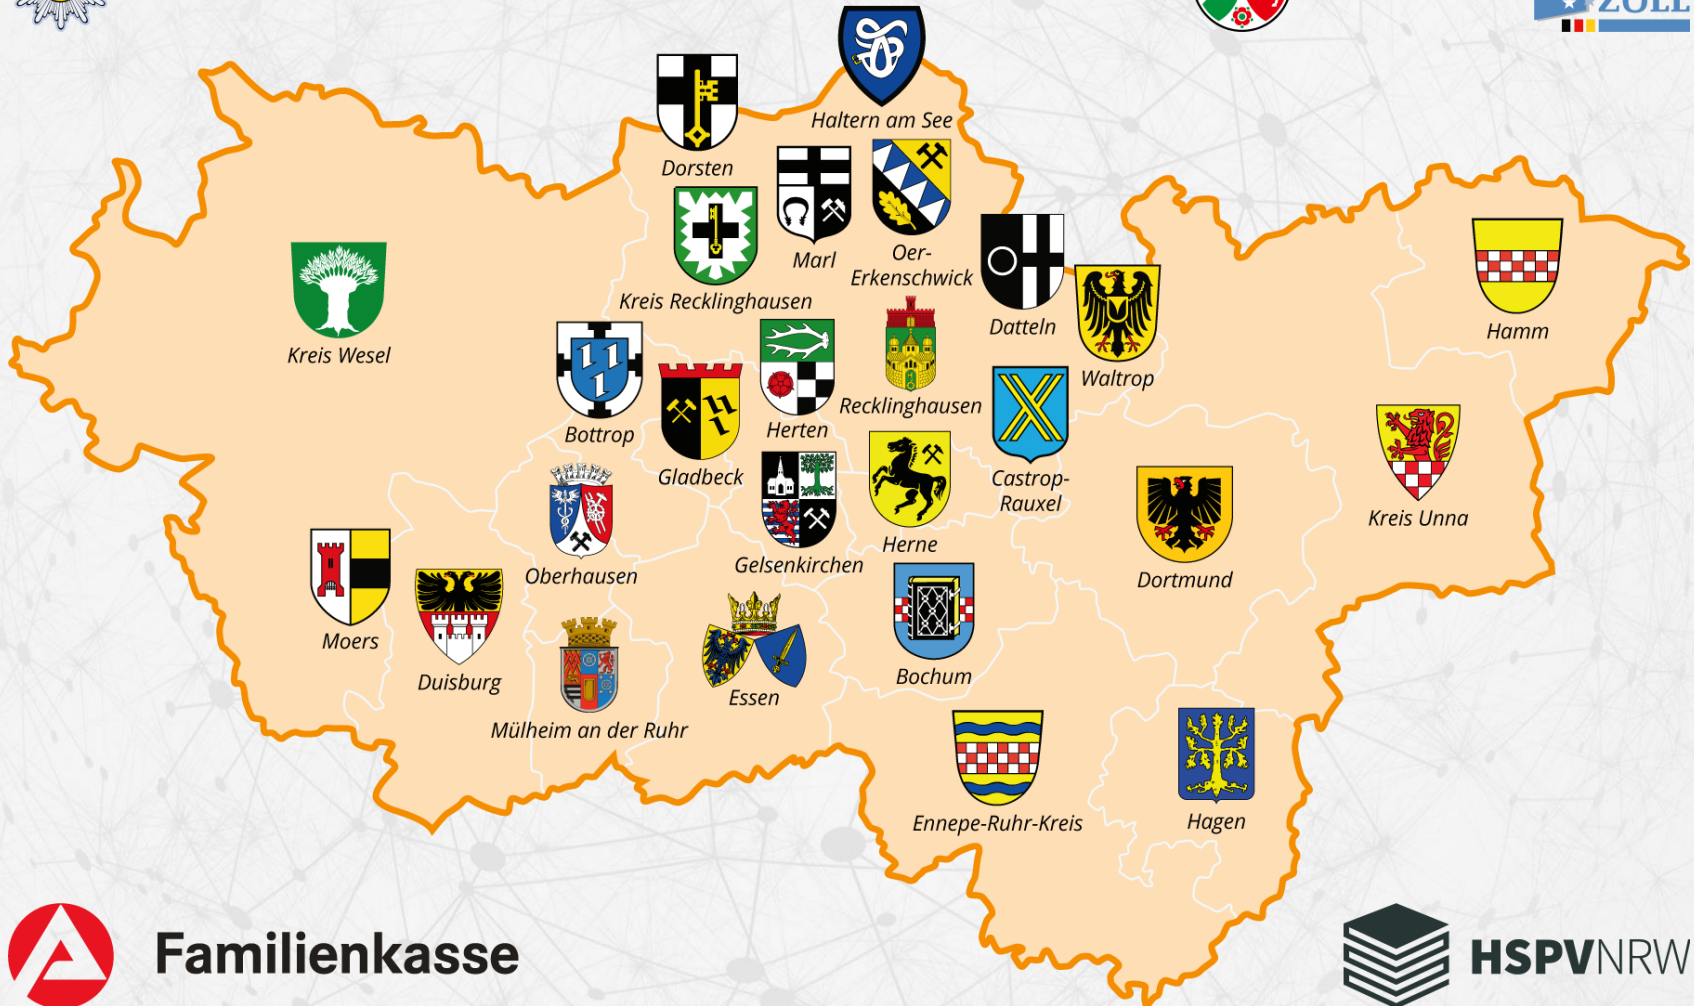 ZOLL
Haltern am See
Dorsten
Marl
Oer-
Erkenschwick
Kreis Recklinghausen
Datteln
Hamm
Kreis Wesel
Waltrop
Recklinghausen
Bottrop
Herten
Gladbeck
Castrop-
Rauxel
Kreis Unna
Herne
Gelsenkirchen
Oberhausen
Dortmund
Moers
Duisburg
Bochum
Essen
Mülheim an der Ruhr
Ennepe-Ruhr-Kreis
Hagen
Familienkasse
HSPVNRW